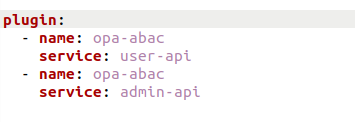 plugin:
  - name: opa-abac
    service: user-api
  - name: opa-abac
    service: admin-api